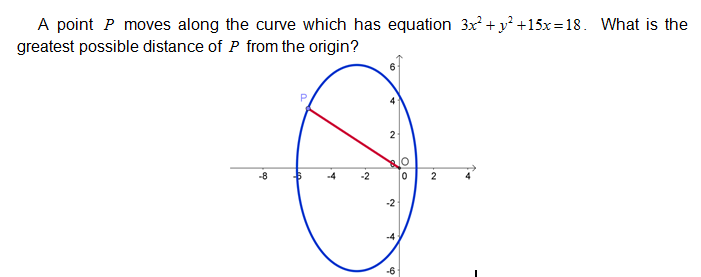 A point P moves along the curve which has equation 3x² + y² +15x=18. What is the
greatest possible distance of P from the origin?
6
P
4
2
0 O
-8 -6 -4 -2 0 2 4
-2
-4
-6